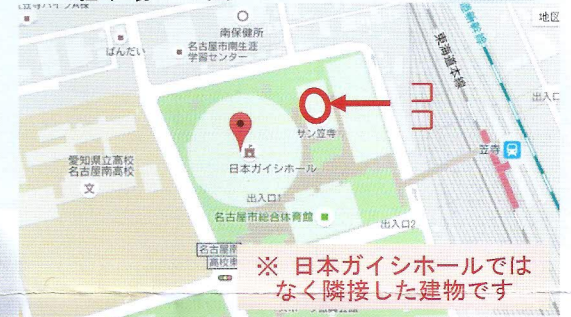 南保健所
地区
ばんだい
名古屋市南生涯
学習センター
東海道本線
ココ
サン笠寺
出入口
笠寺
日本ガイシホール
愛知県立高校
名古屋南高校
文
出入口1
名古屋市総合体育館
出入口2
名古屋南
高校東
※ 日本ガイシホールでは
なく隣接した建物です